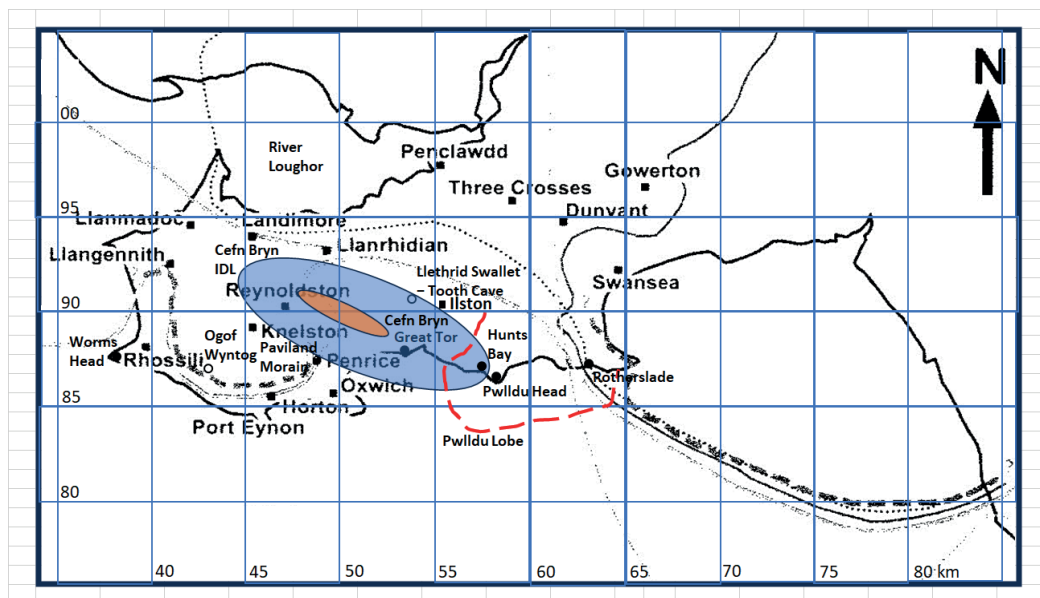 N
00
River
Loughor
Penclawdd
Gowerton
Three Crosses
95
Dunvant
Llanmadoc
Landimore
Llanrhidian
Llangennith
Cefn Bryn
IDL
Llethrid Swallet
– Tooth Cave
Swansea
Reynoldston
90
Ilston
Cefn Bryn
Great Tor
Knelston
Ogof
Wyntog
Hunts
Bay
Worms
Head
Rhossili
Paviland
Morain
Penrice
Rotherslade
Oxwich
Pwlldu Head
85
Horton
Port Eynon
Pwlldu Lobe
80
40
45
50
55
60
65
70
75
80 km